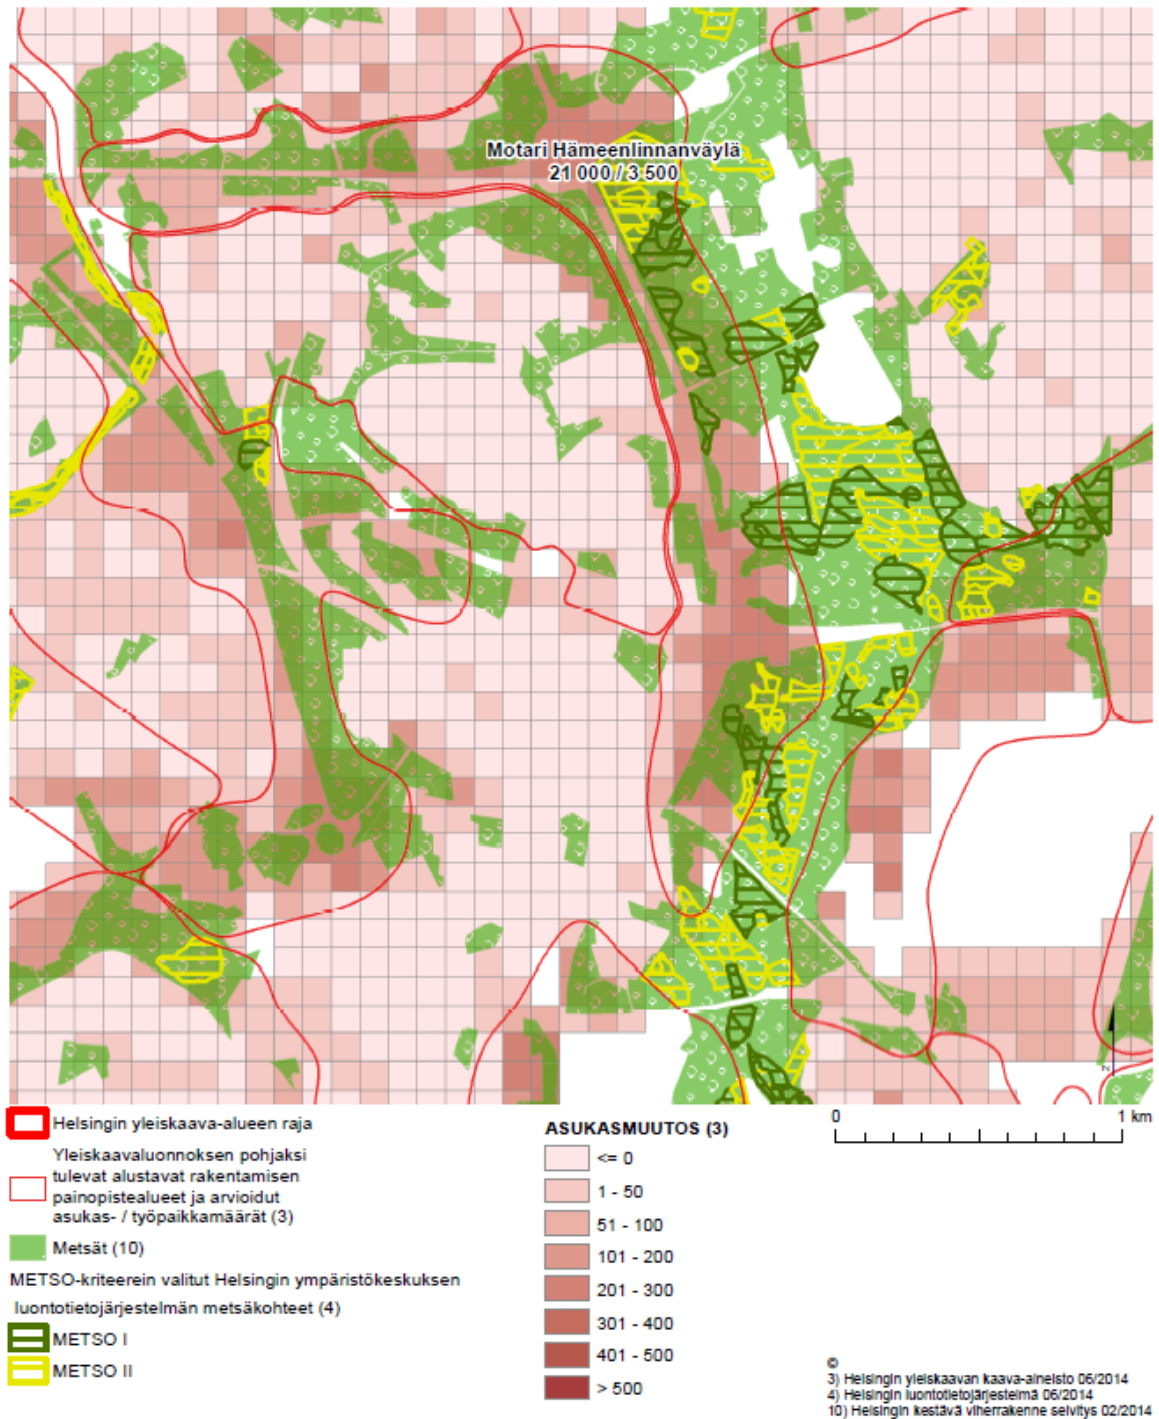 Motari Hämeenlinnanväylä
21 000 / 3 500
Helsingin yleiskaava-alueen raja
Yleiskaavaluonnoksen pohjaksi
tulevat alustavat rakentamisen
painopistealueet ja arvioidut
asukas- / työpaikkamäärät (3)
Metsät (10)
METSO-kriteerein valitut Helsingin ympäristökeskuksen
luontotietojärjestelmän metsäkohteet (4)
METSO I
METSO II
ASUKASMUUTOS (3)
<= 0
1 - 50
51 - 100
101 - 200
201 - 300
301 - 400
401 - 500
> 500
0 1 km
N
©
3) Helsingin yleiskaavan kaava-aineisto 06/2014
4) Helsingin luontotietojärjestelmä 06/2014
10) Helsingin kestävä viherrakenne selvitys 02/2014